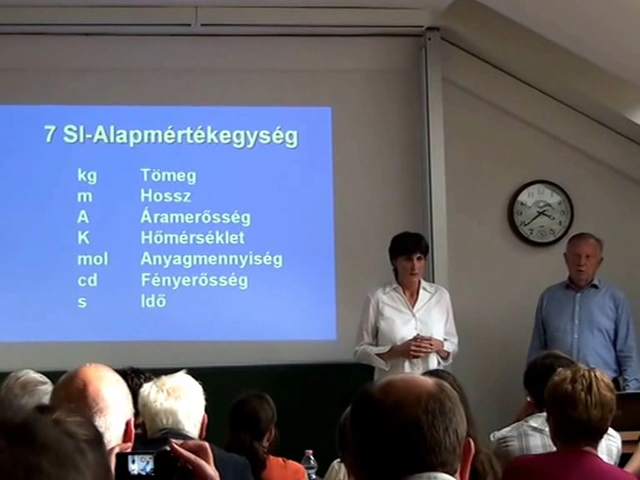 7 SI-Alapmértékegység
kg Tömeg
m Hossz
A Áramerősség
K Hőmérséklet
mol Anyagmennyiség
cd Fényerősség
s Idő